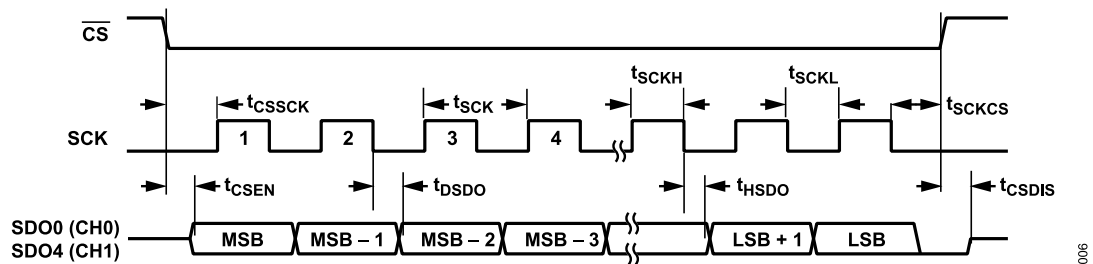 CS
tCSSCK
tSCK
tSCKH
tSCKL
tSCKCS
SCK
1 2 3 4
tCSEN
tDSDO
tHSDO
tCSDIS
SDO0 (CH0)
SDO4 (CH1)
MSB MSB – 1 MSB – 2 MSB – 3 LSB + 1 LSB
006